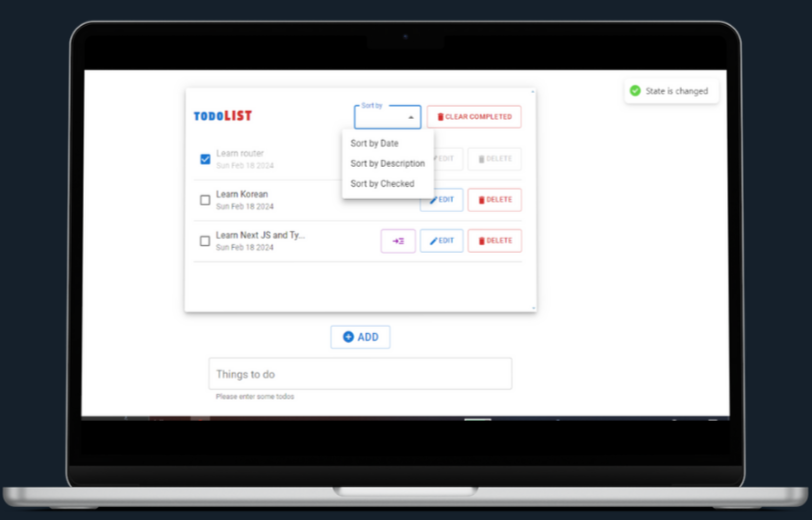 State is changed
TODOLIST
Sort by
CLEAR COMPLETED
Sort by Date
Sort by Description
Sort by Checked
Learn router
Sun Feb 18 2024
EDIT
DELETE
Learn Korean
Sun Feb 18 2024
EDIT
DELETE
Learn Next JS and Ty...
Sun Feb 18 2024
EDIT
DELETE
ADD
Things to do
Please enter some todos